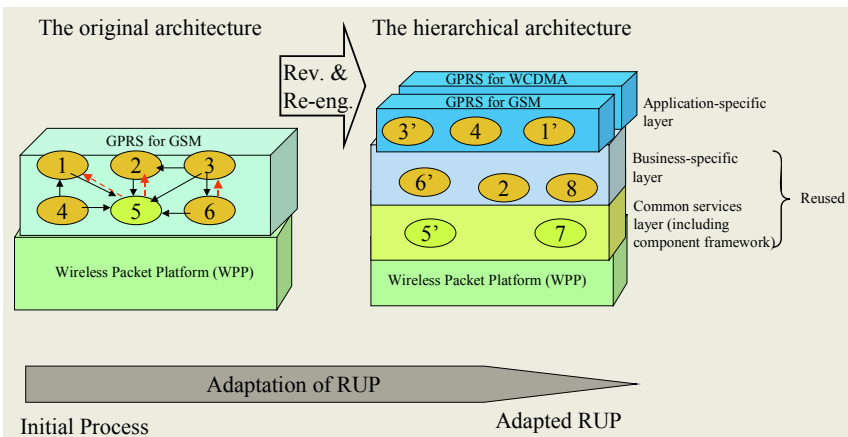 The original architecture
Rev. &
Re-eng.
The hierarchical architecture
GPRS for GSM
1
2
3
4
5
6
Wireless Packet Platform (WPP)
GPRS for WCDMA
GPRS for GSM
3’
4
1’
Application-specific
layer
6’
2
8
Business-specific
layer
5’
7
Common services
layer (including
component framework)
Reused
Wireless Packet Platform (WPP)
Adaptation of RUP
Initial Process
Adapted RUP